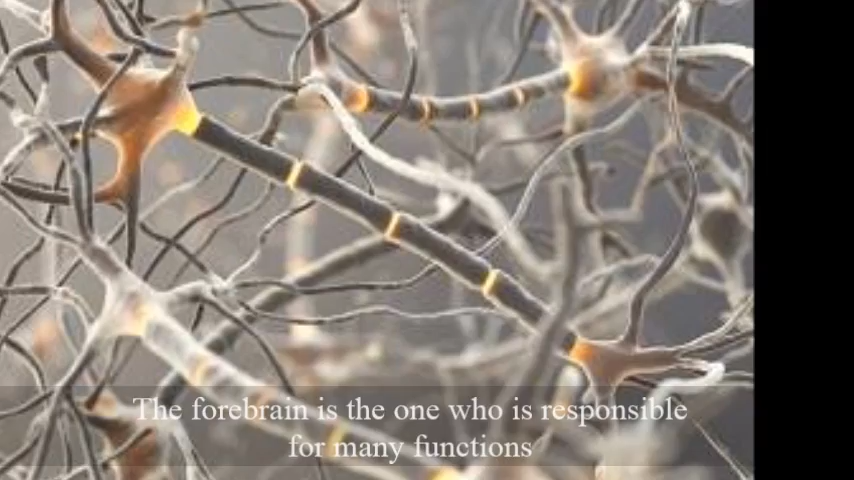 The forebrain is the one who is responsible
for many functions